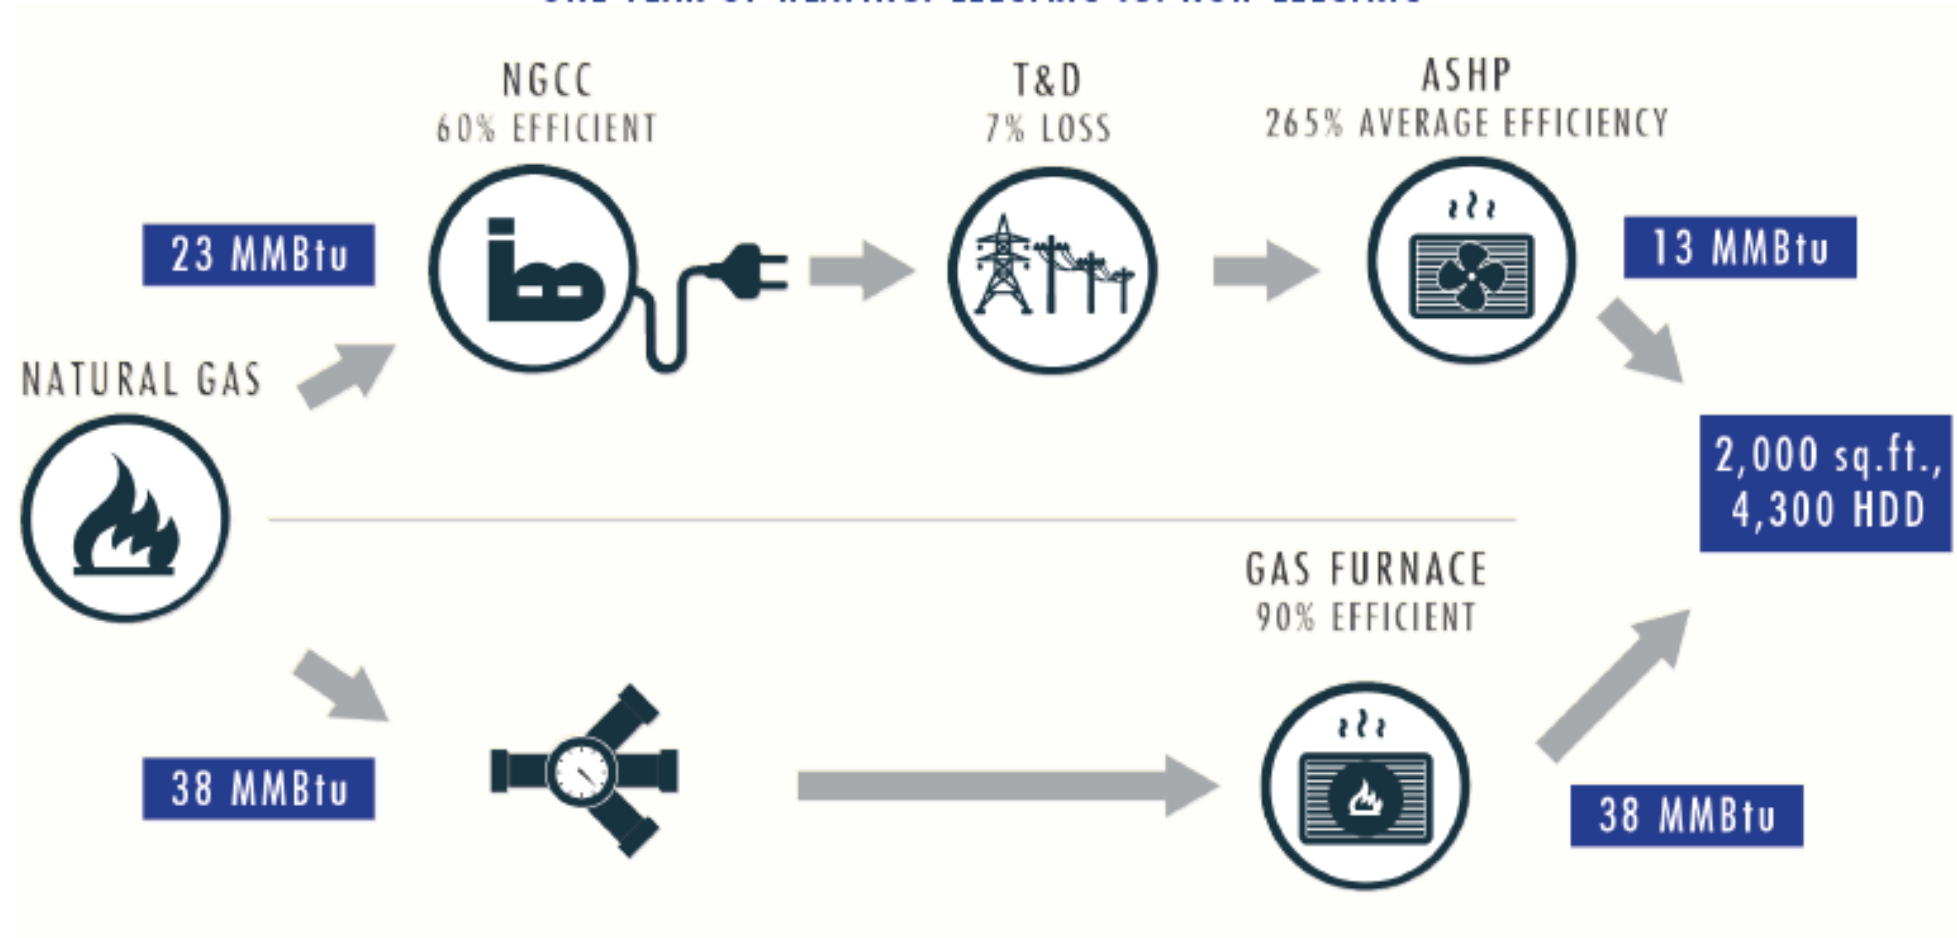 NGCC
60% EFFICIENT
T&D
7% LOSS
ASHP
265% AVERAGE EFFICIENCY
23 MMBtu
13 MMBtu
NATURAL GAS
2,000 sq.ft.,
4,300 HDD
GAS FURNACE
90% EFFICIENT
38 MMBtu
38 MMBtu